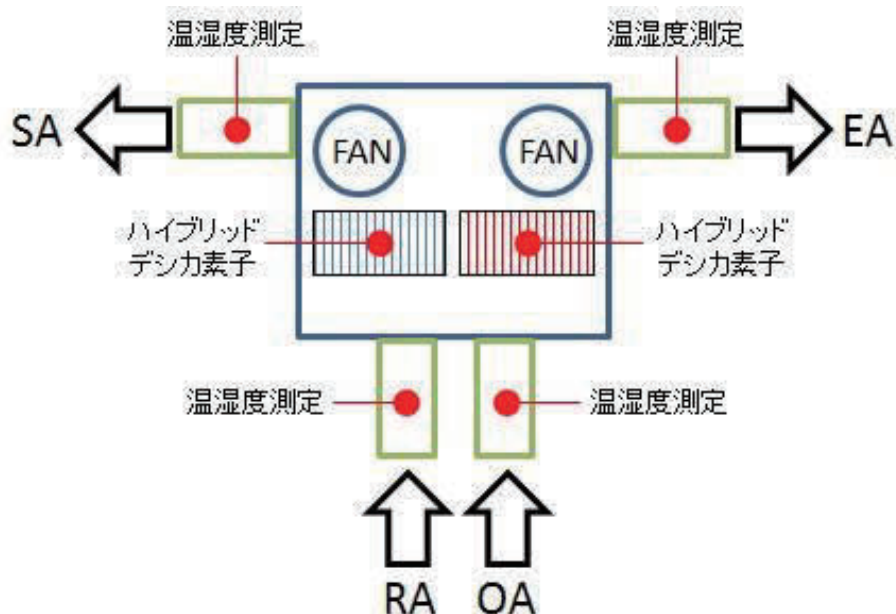 温湿度測定
温湿度測定
SA
FAN
FAN
EA
ハイブリッド
デシカ素子
ハイブリッド
デシカ素子
温湿度測定
温湿度測定
RA
OA